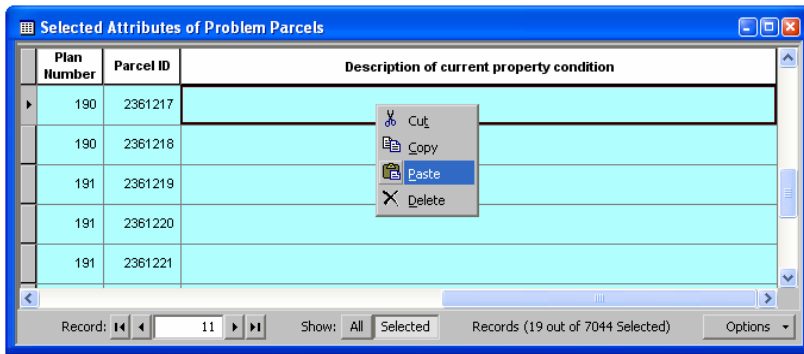 Selected Attributes of Problem Parcels
Plan Number Parcel ID Description of current property condition
190 2361217
190 2361218
191 2361219
191 2361220
191 2361221
Cut
Copy
Paste
Delete
Record: 11 Show: All Selected Records (19 out of 7044 Selected) Options